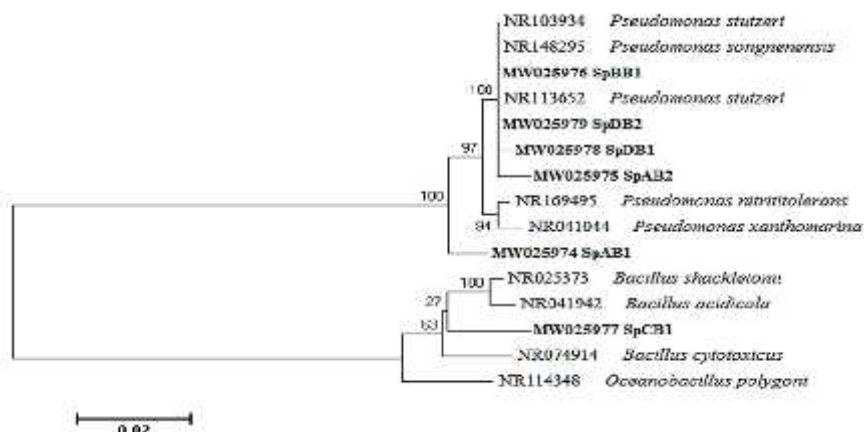 NR103934 Pseudomonas stutzeri
NR148295 Pseudomonas songnenensis
MW025976 SpBB1
100
NR113652 Pseudomonas stutzeri
MW025979 SpDB2
97
MW025978 SpDB1
MW025975 SpAB2
100
NR169495 Pseudomonas nitrititolerans
94
NR041044 Pseudomonas xanthomarina
MW025974 SpAB1
100
NR025373 Bacillus shackletonii
27
NR041942 Bacillus acidicola
63
MW025977 SpCB1
NR074914 Bacillus cytotoxicus
NR114348 Oceanobacillus polygoni
0.02